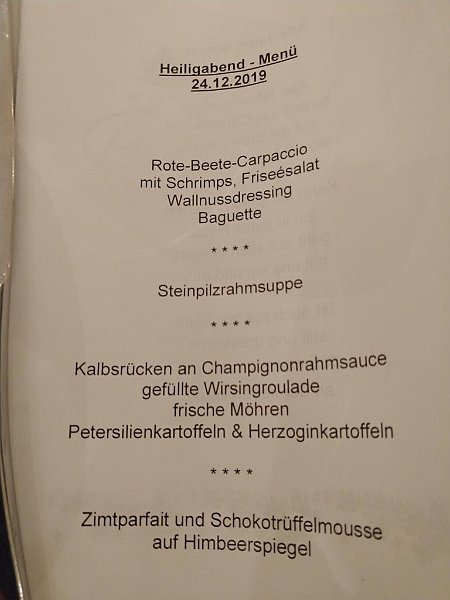 Heiligabend - Menü
24.12.2019
Rote-Beete-Carpaccio
mit Schrimps, Friseésalat
Wallnussdressing
Baguette
* * * *
Steinpilzrahmsuppe
* * * *
Kalbsrücken an Champignonrahmsauce
gefüllte Wirsingroulade
frische Möhren
Petersilienkartoffeln & Herzoginkartoffeln
* * * *
Zimtparfait und Schokotrüffelmousse
auf Himbeerspiegel